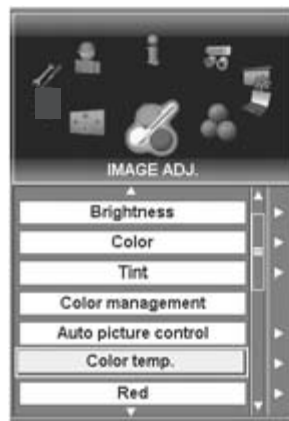 IMAGE ADJ.
Brightness
Color
Tint
Color management
Auto picture control
Color temp.
Red